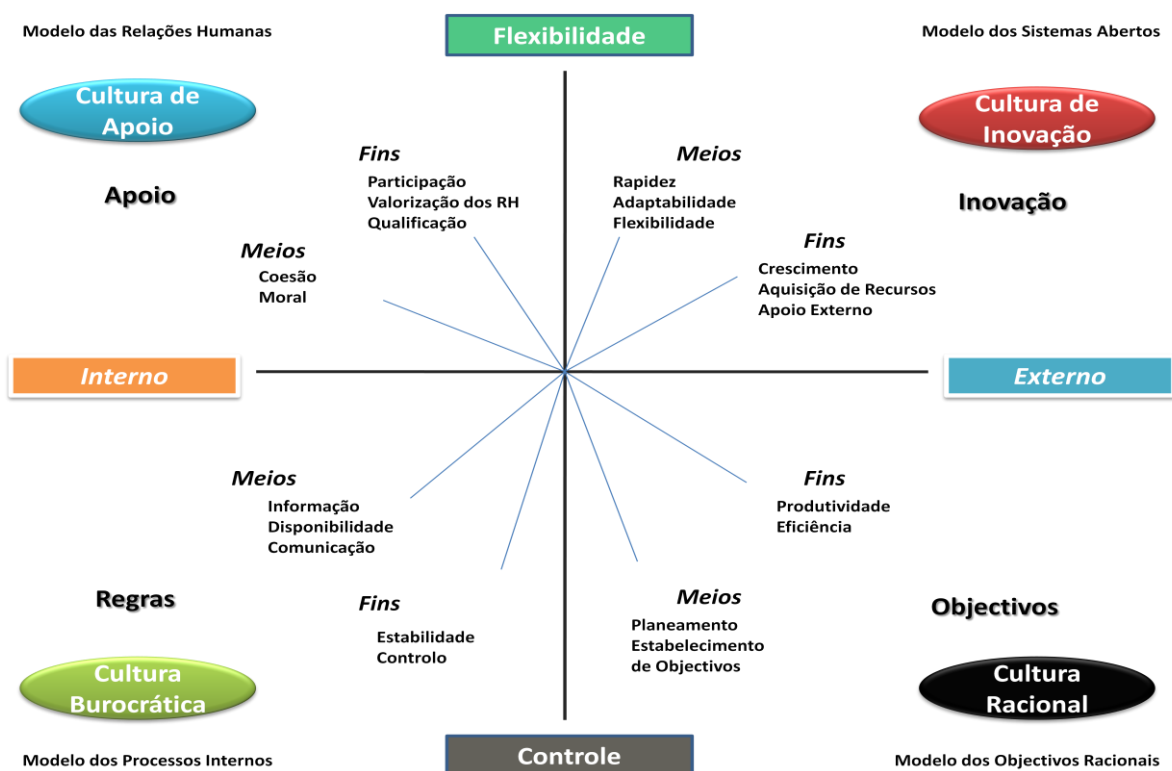 Modelo das Relações Humanas
Flexibilidade
Modelo dos Sistemas Abertos
Cultura de
Apoio
Cultura de
Inovação
Fins
Participação
Valorização dos RH
Qualificação
Meios
Rapidez
Adaptabilidade
Flexibilidade
Apoio
Inovação
Meios
Coesão
Moral
Fins
Crescimento
Aquisição de Recursos
Apoio Externo
Interno
Externo
Meios
Informação
Disponibilidade
Comunicação
Fins
Produtividade
Eficiência
Regras
Fins
Estabilidade
Controlo
Meios
Planeamento
Estabelecimento
de Objectivos
Objectivos
Cultura
Burocrática
Cultura
Racional
Modelo dos Processos Internos
Controle
Modelo dos Objectivos Racionais